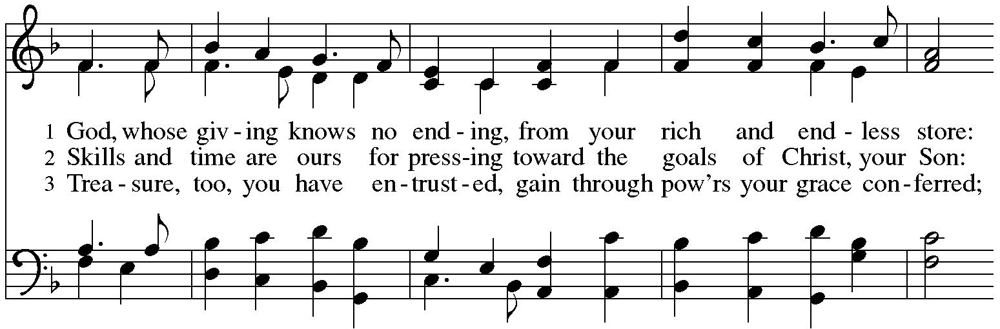 1 God, whose giv - ing knows no end - ing, from your rich and end - less store:
2 Skills and time are ours for press - ing toward the goals of Christ, your Son:
3 Trea - sure, too, you have en - trust - ed, gain through pow'rs your grace con - ferred;